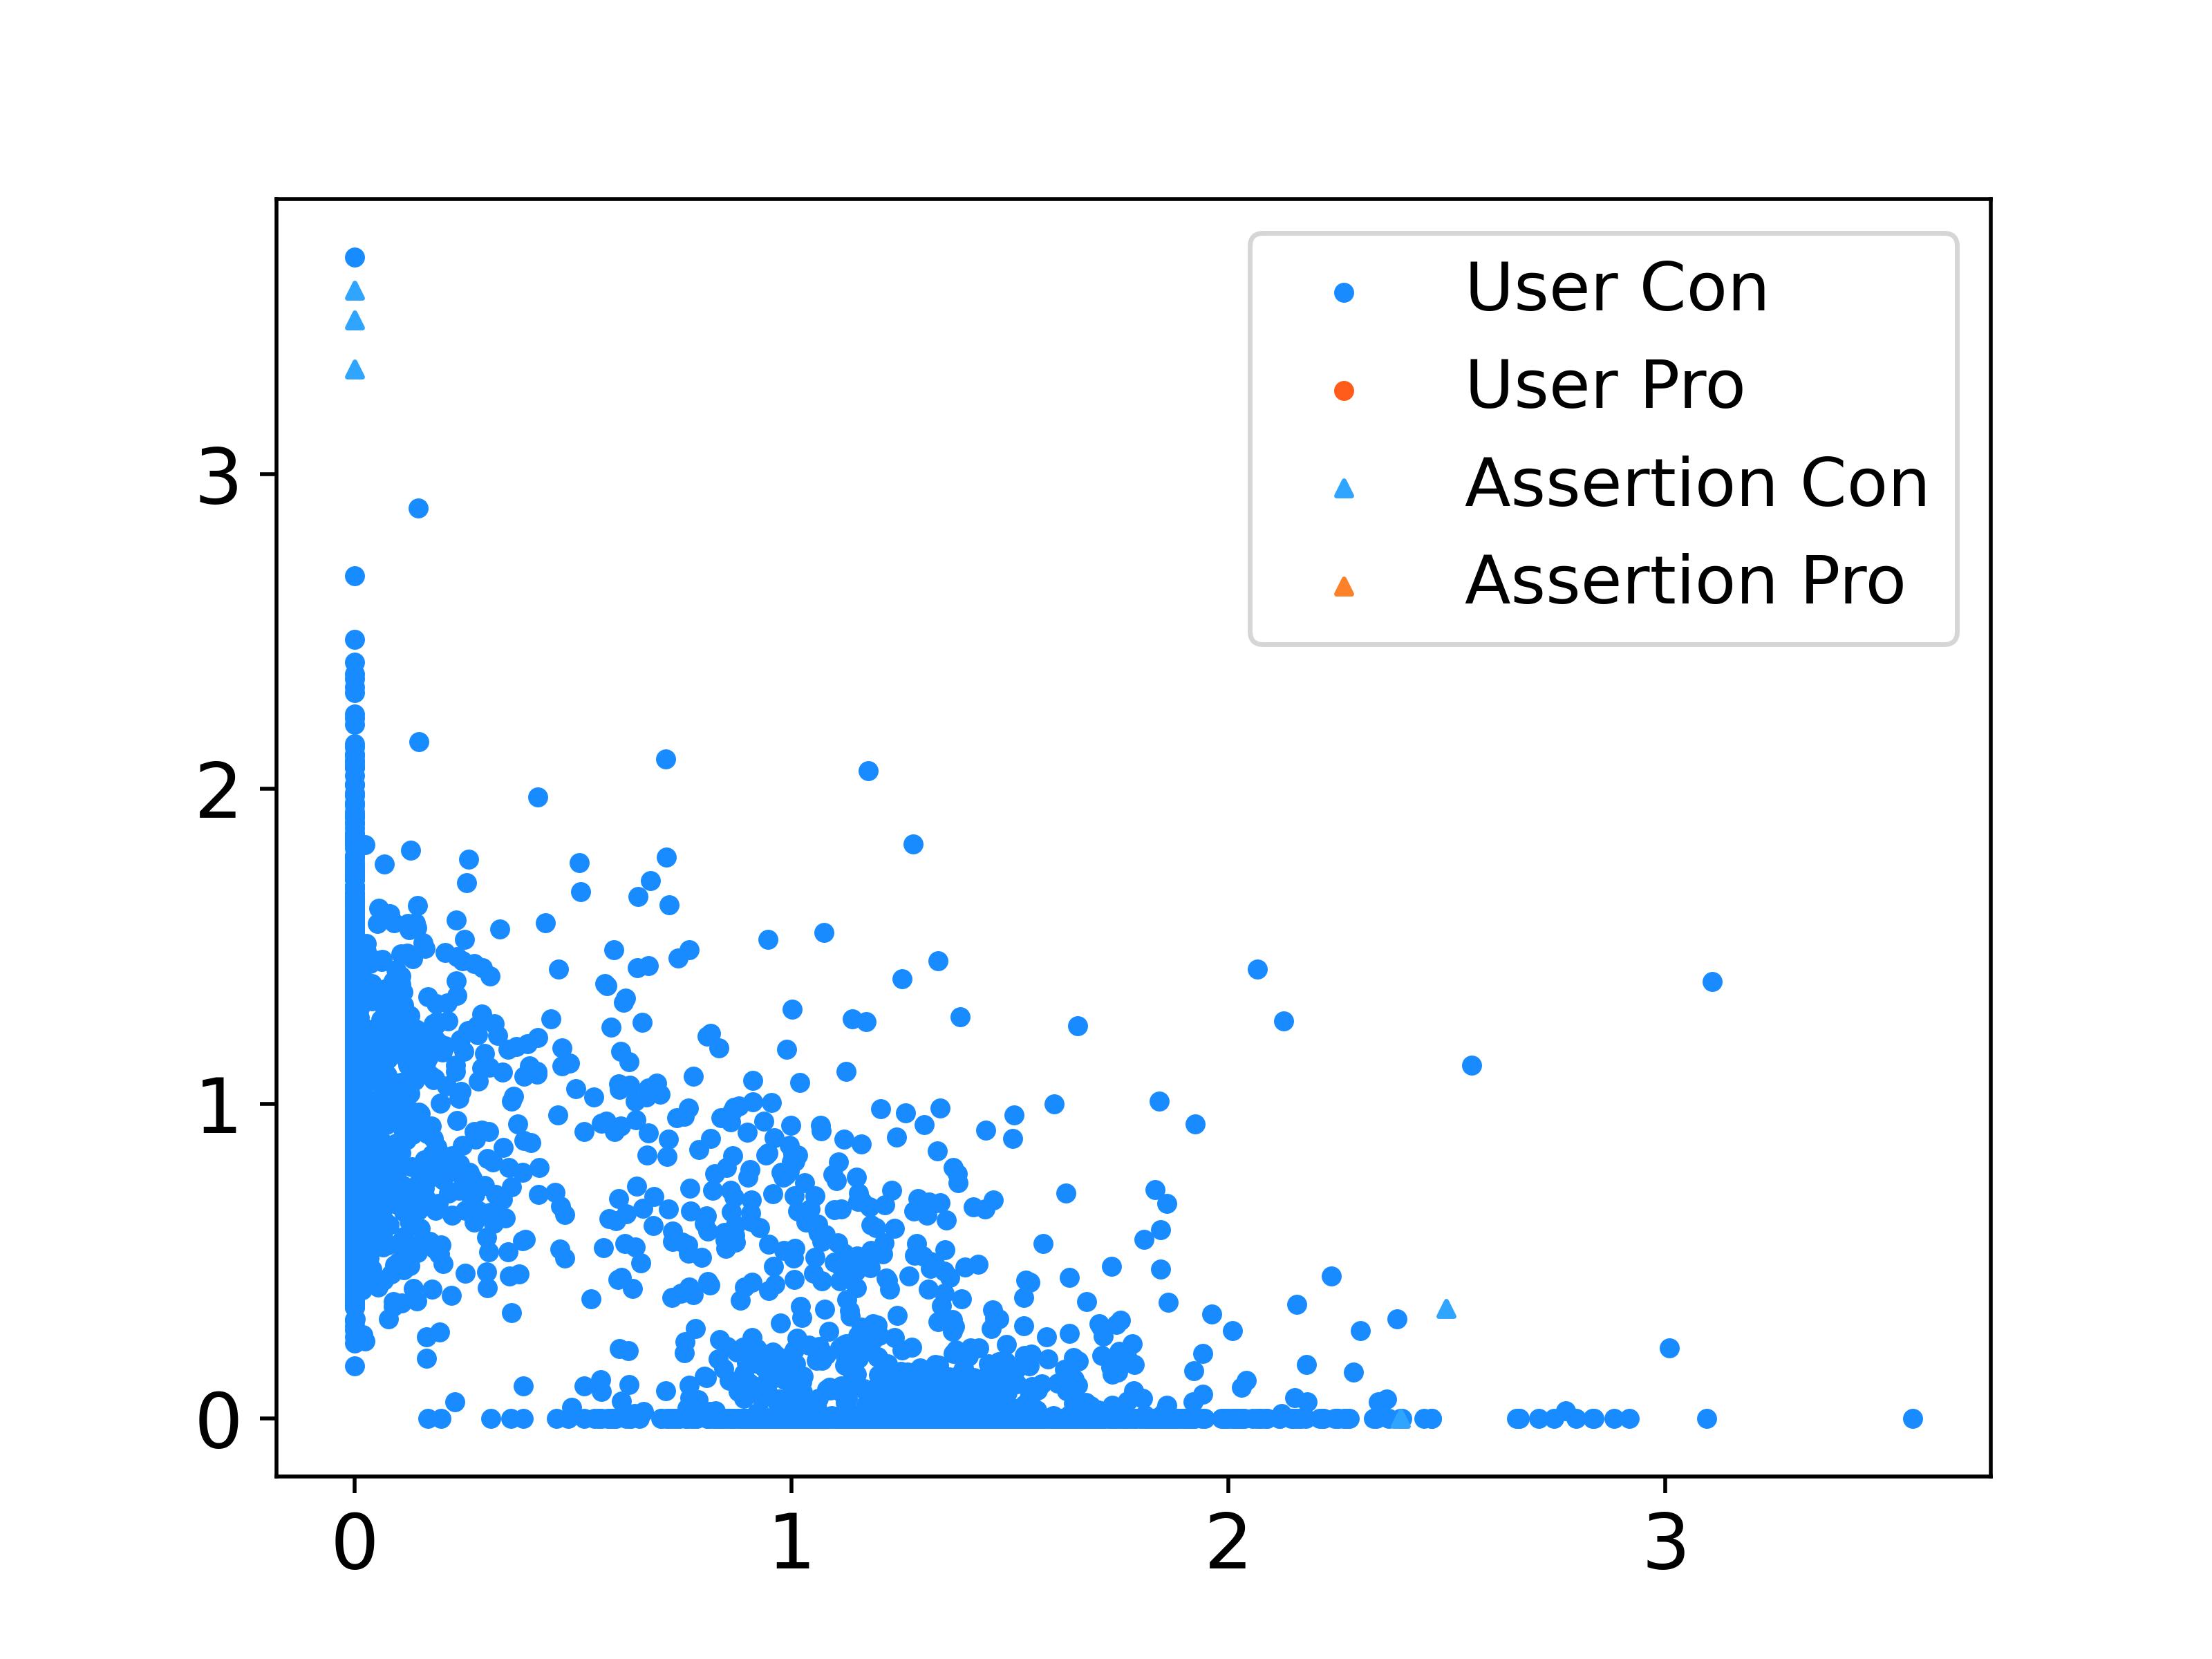 User Con
User Pro
Assertion Con
Assertion Pro
3
2
1
0
0 1 2 3